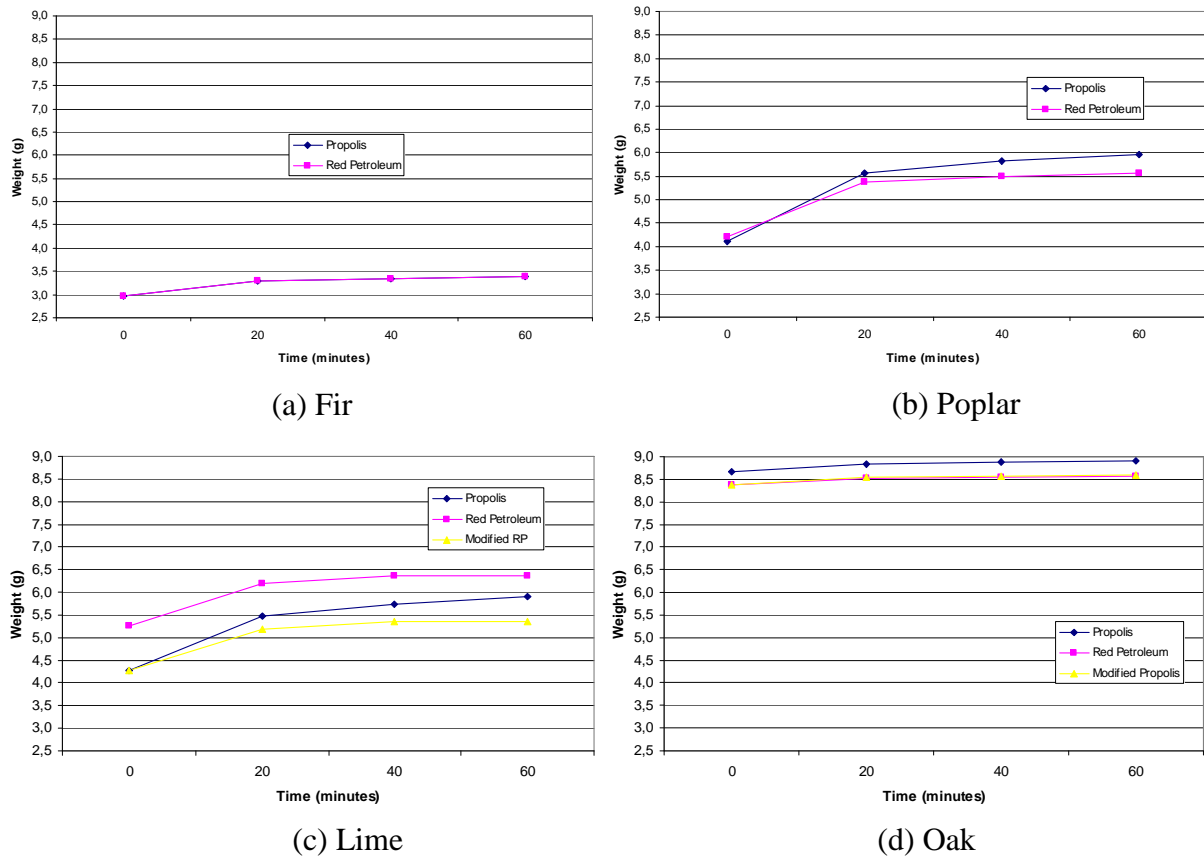 9,0
8,5
8,0
7,5
7,0
6,5
6,0
5,5
5,0
4,5
4,0
3,5
3,0
2,5
Weight (g)
Propolis
Red Petroleum
0 20 40 60
Time (minutes)
(a) Fir
9,0
8,5
8,0
7,5
7,0
6,5
6,0
5,5
5,0
4,5
4,0
3,5
3,0
2,5
Weight (g)
Propolis
Red Petroleum
0 20 40 60
Time (minutes)
(b) Poplar
9,0
8,5
8,0
7,5
7,0
6,5
6,0
5,5
5,0
4,5
4,0
3,5
3,0
2,5
Weight (g)
Propolis
Red Petroleum
Modified RP
0 20 40 60
Time (minutes)
(c) Lime
9,0
8,5
8,0
7,5
7,0
6,5
6,0
5,5
5,0
4,5
4,0
3,5
3,0
2,5
Weight (g)
Propolis
Red Petroleum
Modified Propolis
0 20 40 60
Time (minutes)
(d) Oak